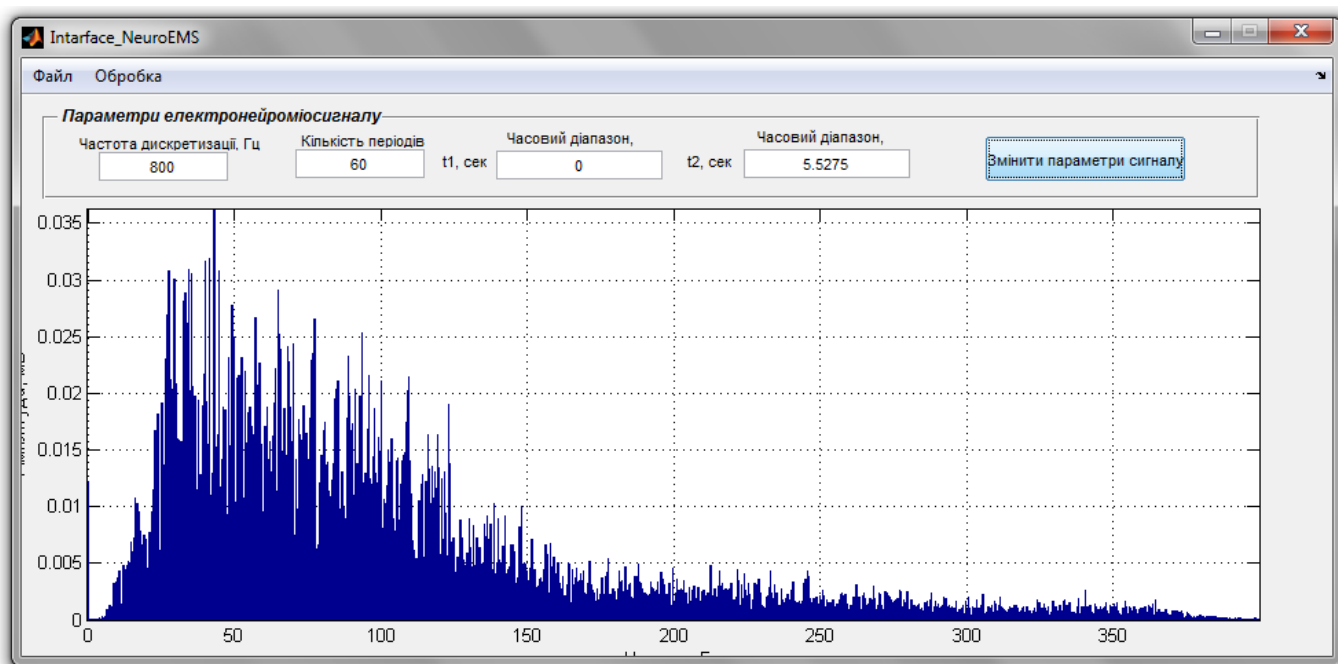 Intarface_NeuroEMS
Файл Обробка
Параметри електронейроміосигналу
Частота дискретизації, Гц Кількість періодів Часовий діапазон, Часовий діапазон,
800 60 t1, сек 0 t2, сек 5.5275 Змінити параметри сигналу
0.035
0.03
0.025
0.02
0.015
0.01
0.005
0
0 50 100 150 200 250 300 350